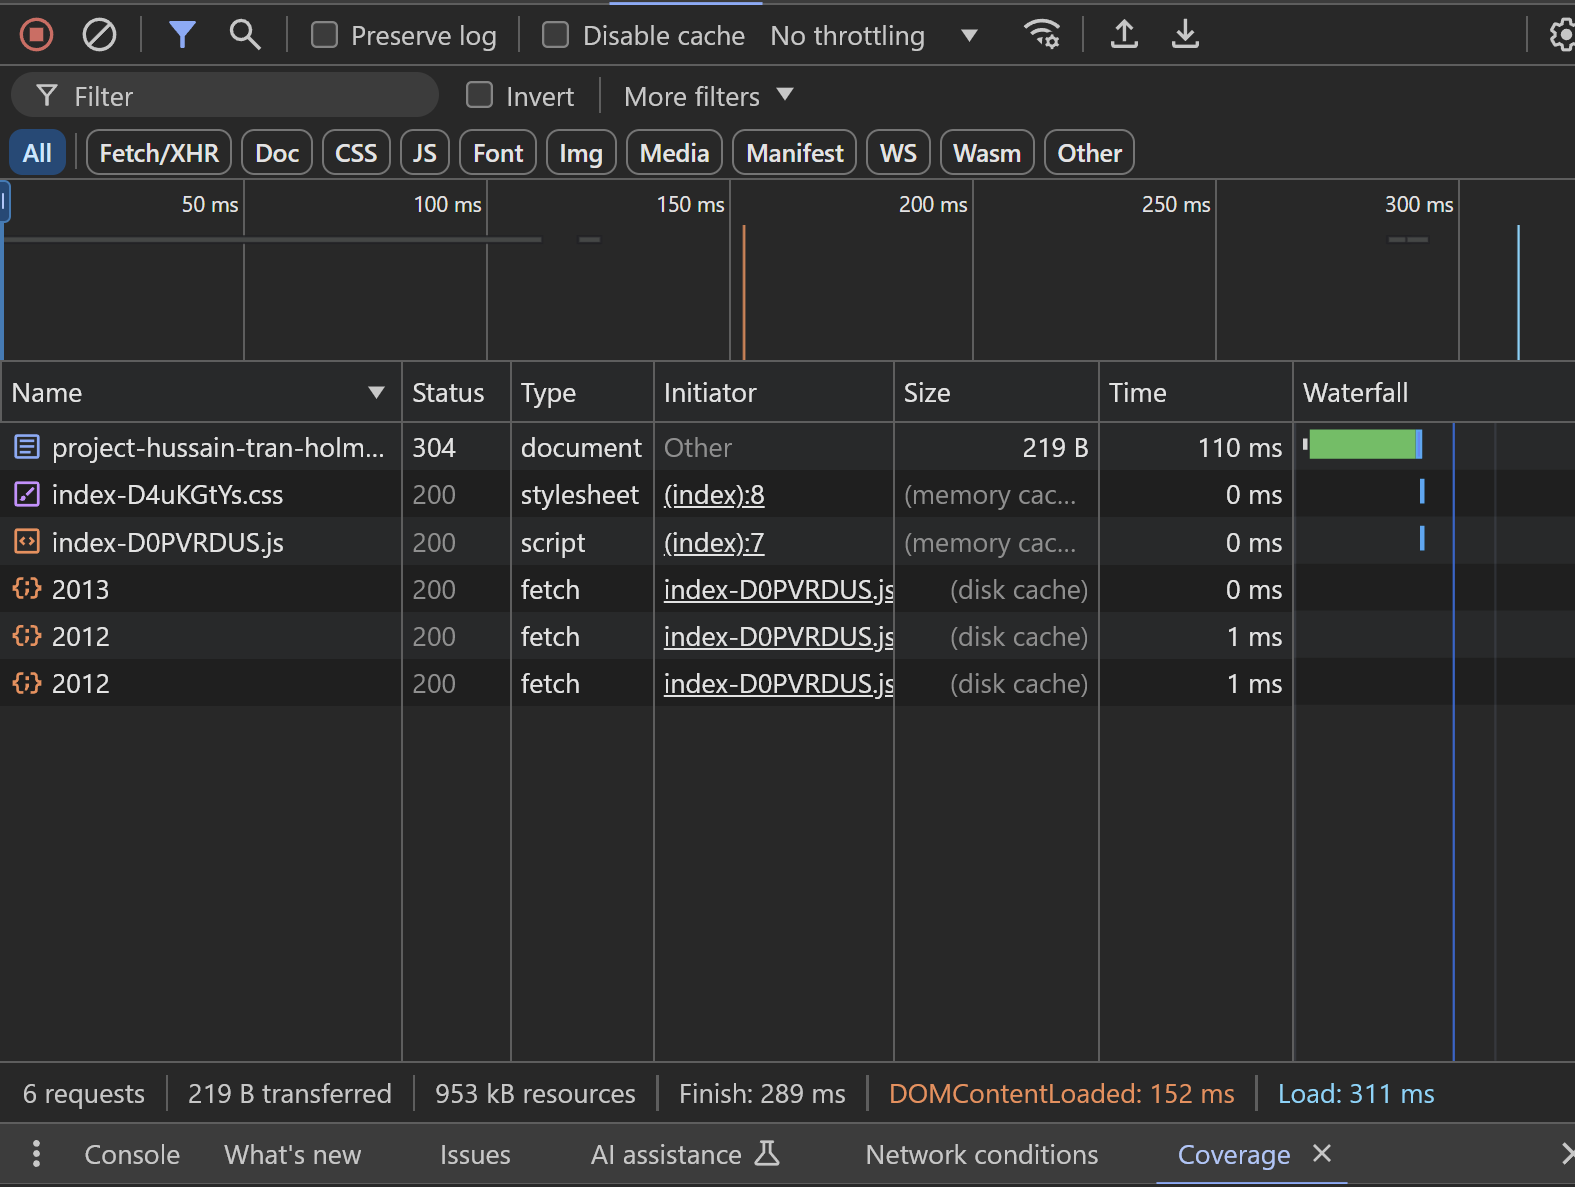 Preserve log Disable cache No throttling
Filter Invert More filters
All Fetch/XHR Doc CSS JS Font Img Media Manifest WS Wasm Other
50 ms 100 ms 150 ms 200 ms 250 ms 300 ms
Name Status Type Initiator Size Time Waterfall
project-hussain-tran-holm... 304 document Other 219 B 110 ms
index-D4uKGtYs.css 200 stylesheet (index):8 (memory cac... 0 ms
index-D0PVRDUS.js 200 script (index):7 (memory cac... 0 ms
2013 200 fetch index-D0PVRDUS.js (disk cache) 0 ms
2012 200 fetch index-D0PVRDUS.js (disk cache) 1 ms
2012 200 fetch index-D0PVRDUS.js (disk cache) 1 ms
6 requests 219 B transferred 953 kB resources Finish: 289 ms DOMContentLoaded: 152 ms Load: 311 ms
Console What's new Issues AI assistance Network conditions Coverage